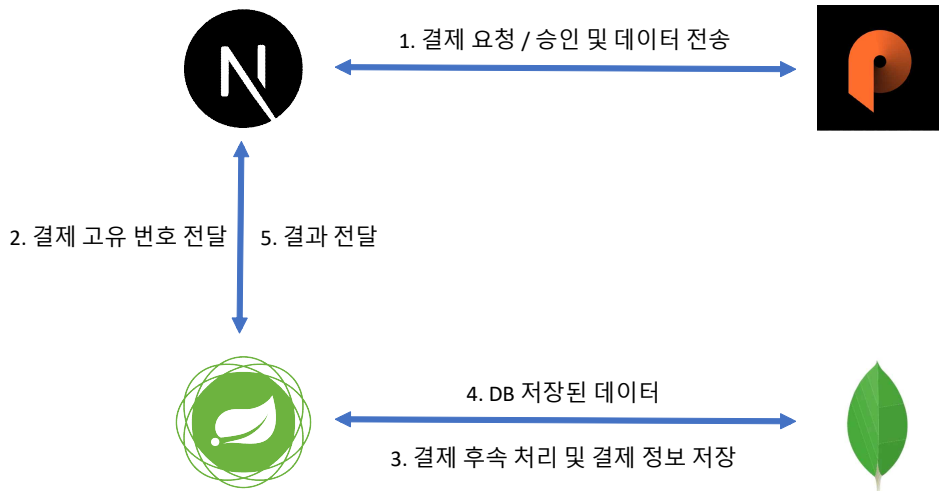 1. 결제 요청 / 승인 및 데이터 전송
2. 결제 고유 번호 전달
5. 결과 전달
4. DB 저장된 데이터
3. 결제 후속 처리 및 결제 정보 저장